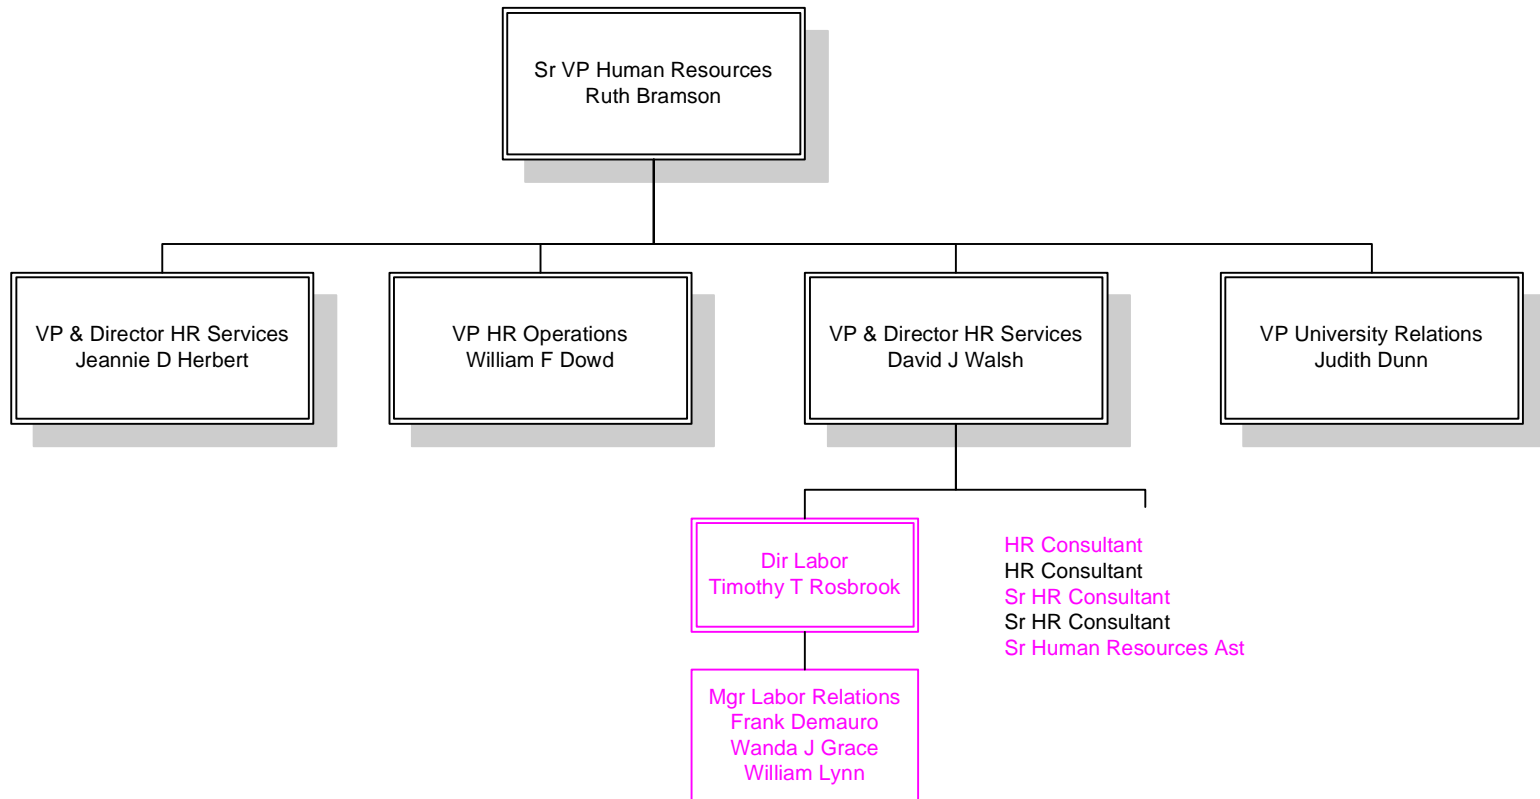 Sr VP Human Resources
Ruth Bramson
VP & Director HR Services
Jeannie D Herbert
VP HR Operations
William F Dowd
VP & Director HR Services
David J Walsh
VP University Relations
Judith Dunn
Dir Labor
Timothy T Rosbrook
HR Consultant
HR Consultant
Sr HR Consultant
Sr HR Consultant
Sr Human Resources Ast
Mgr Labor Relations
Frank Demauro
Wanda J Grace
William Lynn